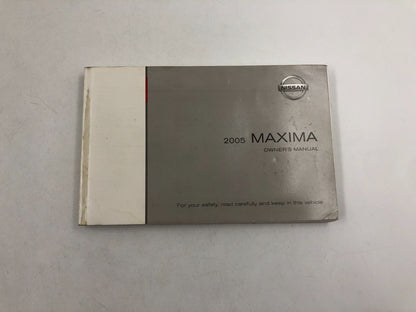 NISSAN
2005 MAXIMA
OWNER'S MANUAL
For your safety, read carefully and keep in this vehicle